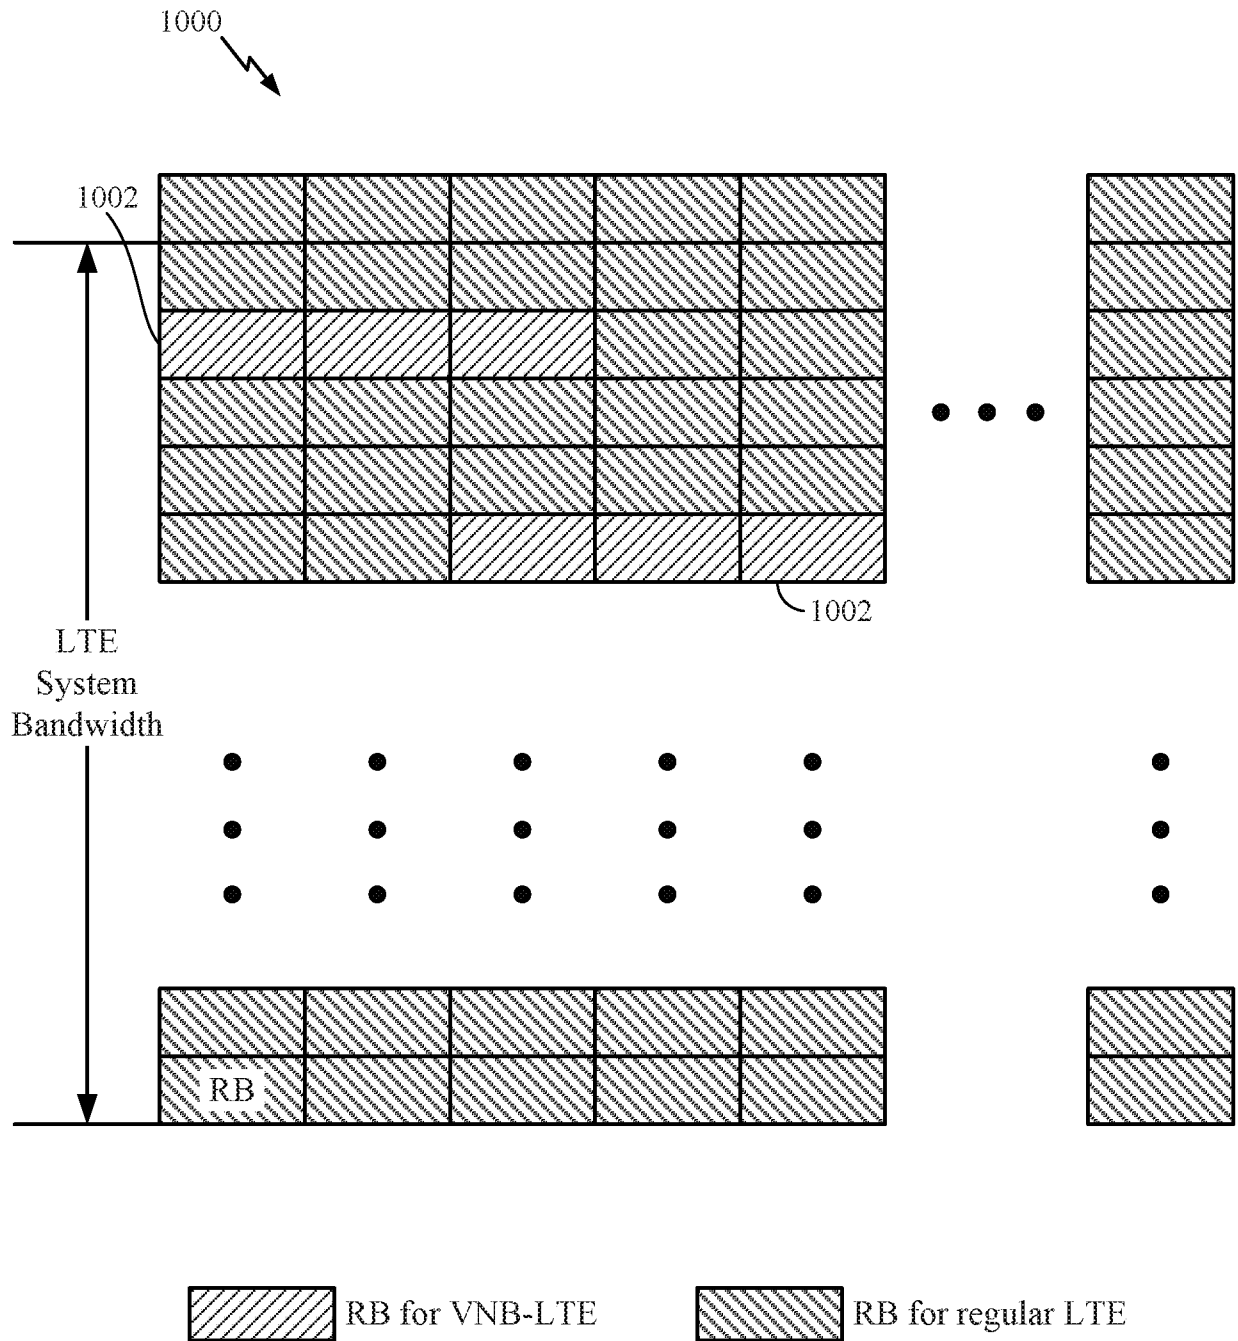 1000
1002
1002
LTE
System
Bandwidth
RB
RB for VNB-LTE
RB for regular LTE